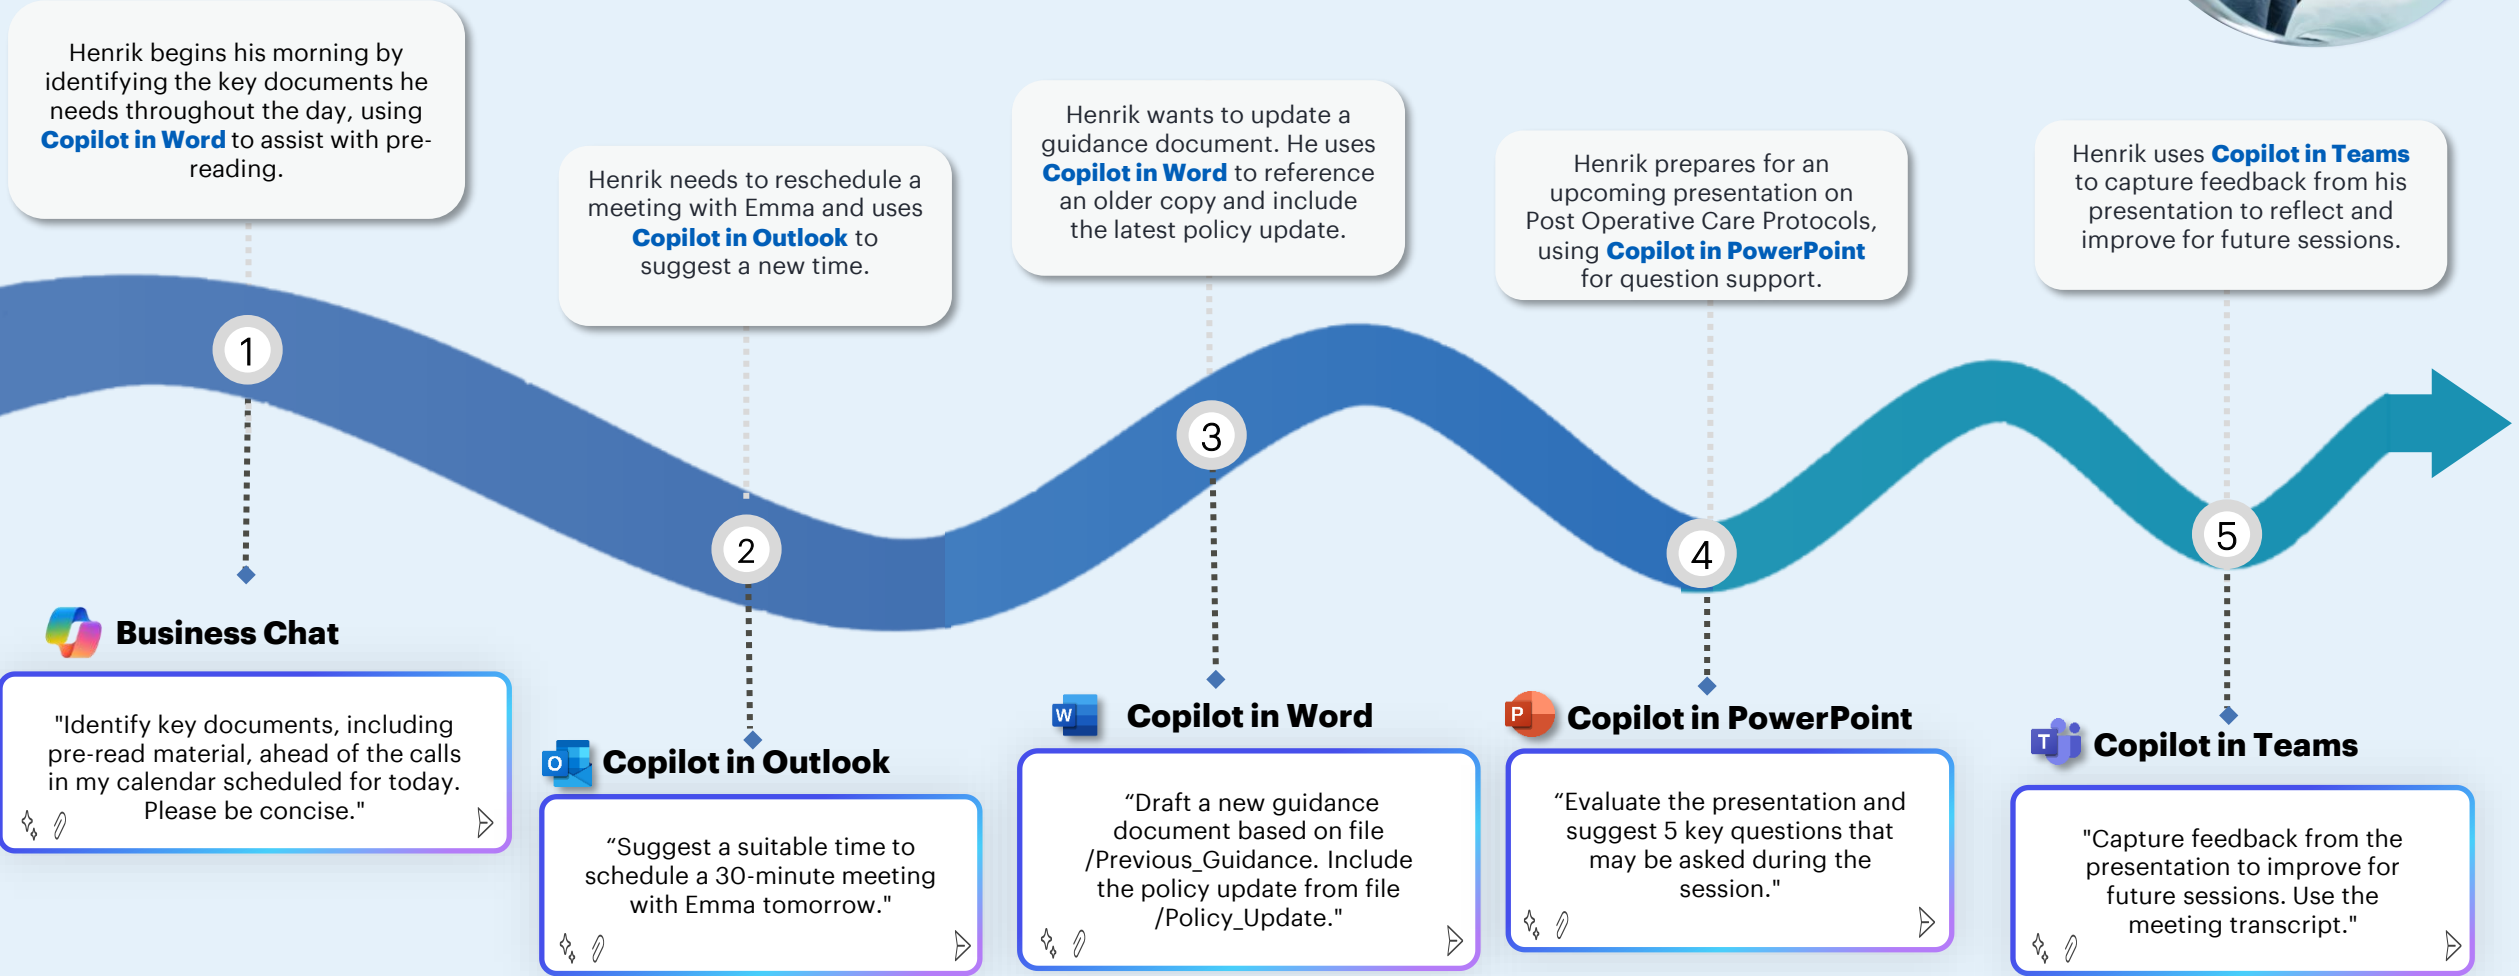 Henrik begins his morning by
identifying the key documents he
needs throughout the day, using
Copilot in Word to assist with pre-
reading.
Henrik needs to reschedule a
meeting with Emma and uses
Copilot in Outlook to
suggest a new time.
Henrik wants to update a
guidance document. He uses
Copilot in Word to reference
an older copy and include
the latest policy update.
Henrik prepares for an
upcoming presentation on
Post Operative Care Protocols,
using Copilot in PowerPoint
for question support.
Henrik uses Copilot in Teams
to capture feedback from his
presentation to reflect and
improve for future sessions.
1
2
3
4
5
Business Chat
"Identify key documents, including
pre-read material, ahead of the calls
in my calendar scheduled for today.
Please be concise."
O
Copilot in Outlook
“Suggest a suitable time to
schedule a 30-minute meeting
with Emma tomorrow."
W
Copilot in Word
“Draft a new guidance
document based on file
/Previous_Guidance. Include
the policy update from file
/Policy_Update."
P
Copilot in PowerPoint
“Evaluate the presentation and
suggest 5 key questions that
may be asked during the
session."
T
Copilot in Teams
"Capture feedback from the
presentation to improve for
future sessions. Use the
meeting transcript."